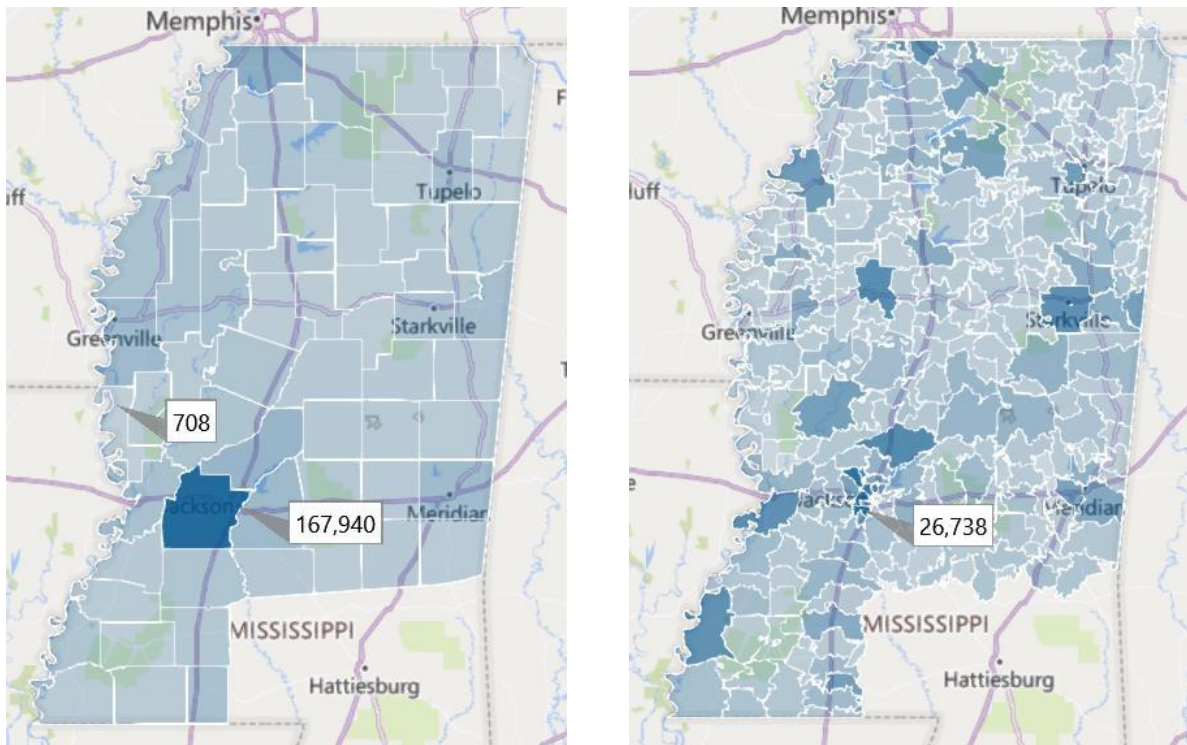 Memphis
Tupelo
Greenville
Starkville
708
Jackson
167,940
Meridian
MISSISSIPPI
Hattiesburg
Memphis
Tupelo
Greenville
Starkville
Jackson
26,738
Meridian
MISSISSIPPI
Hattiesburg